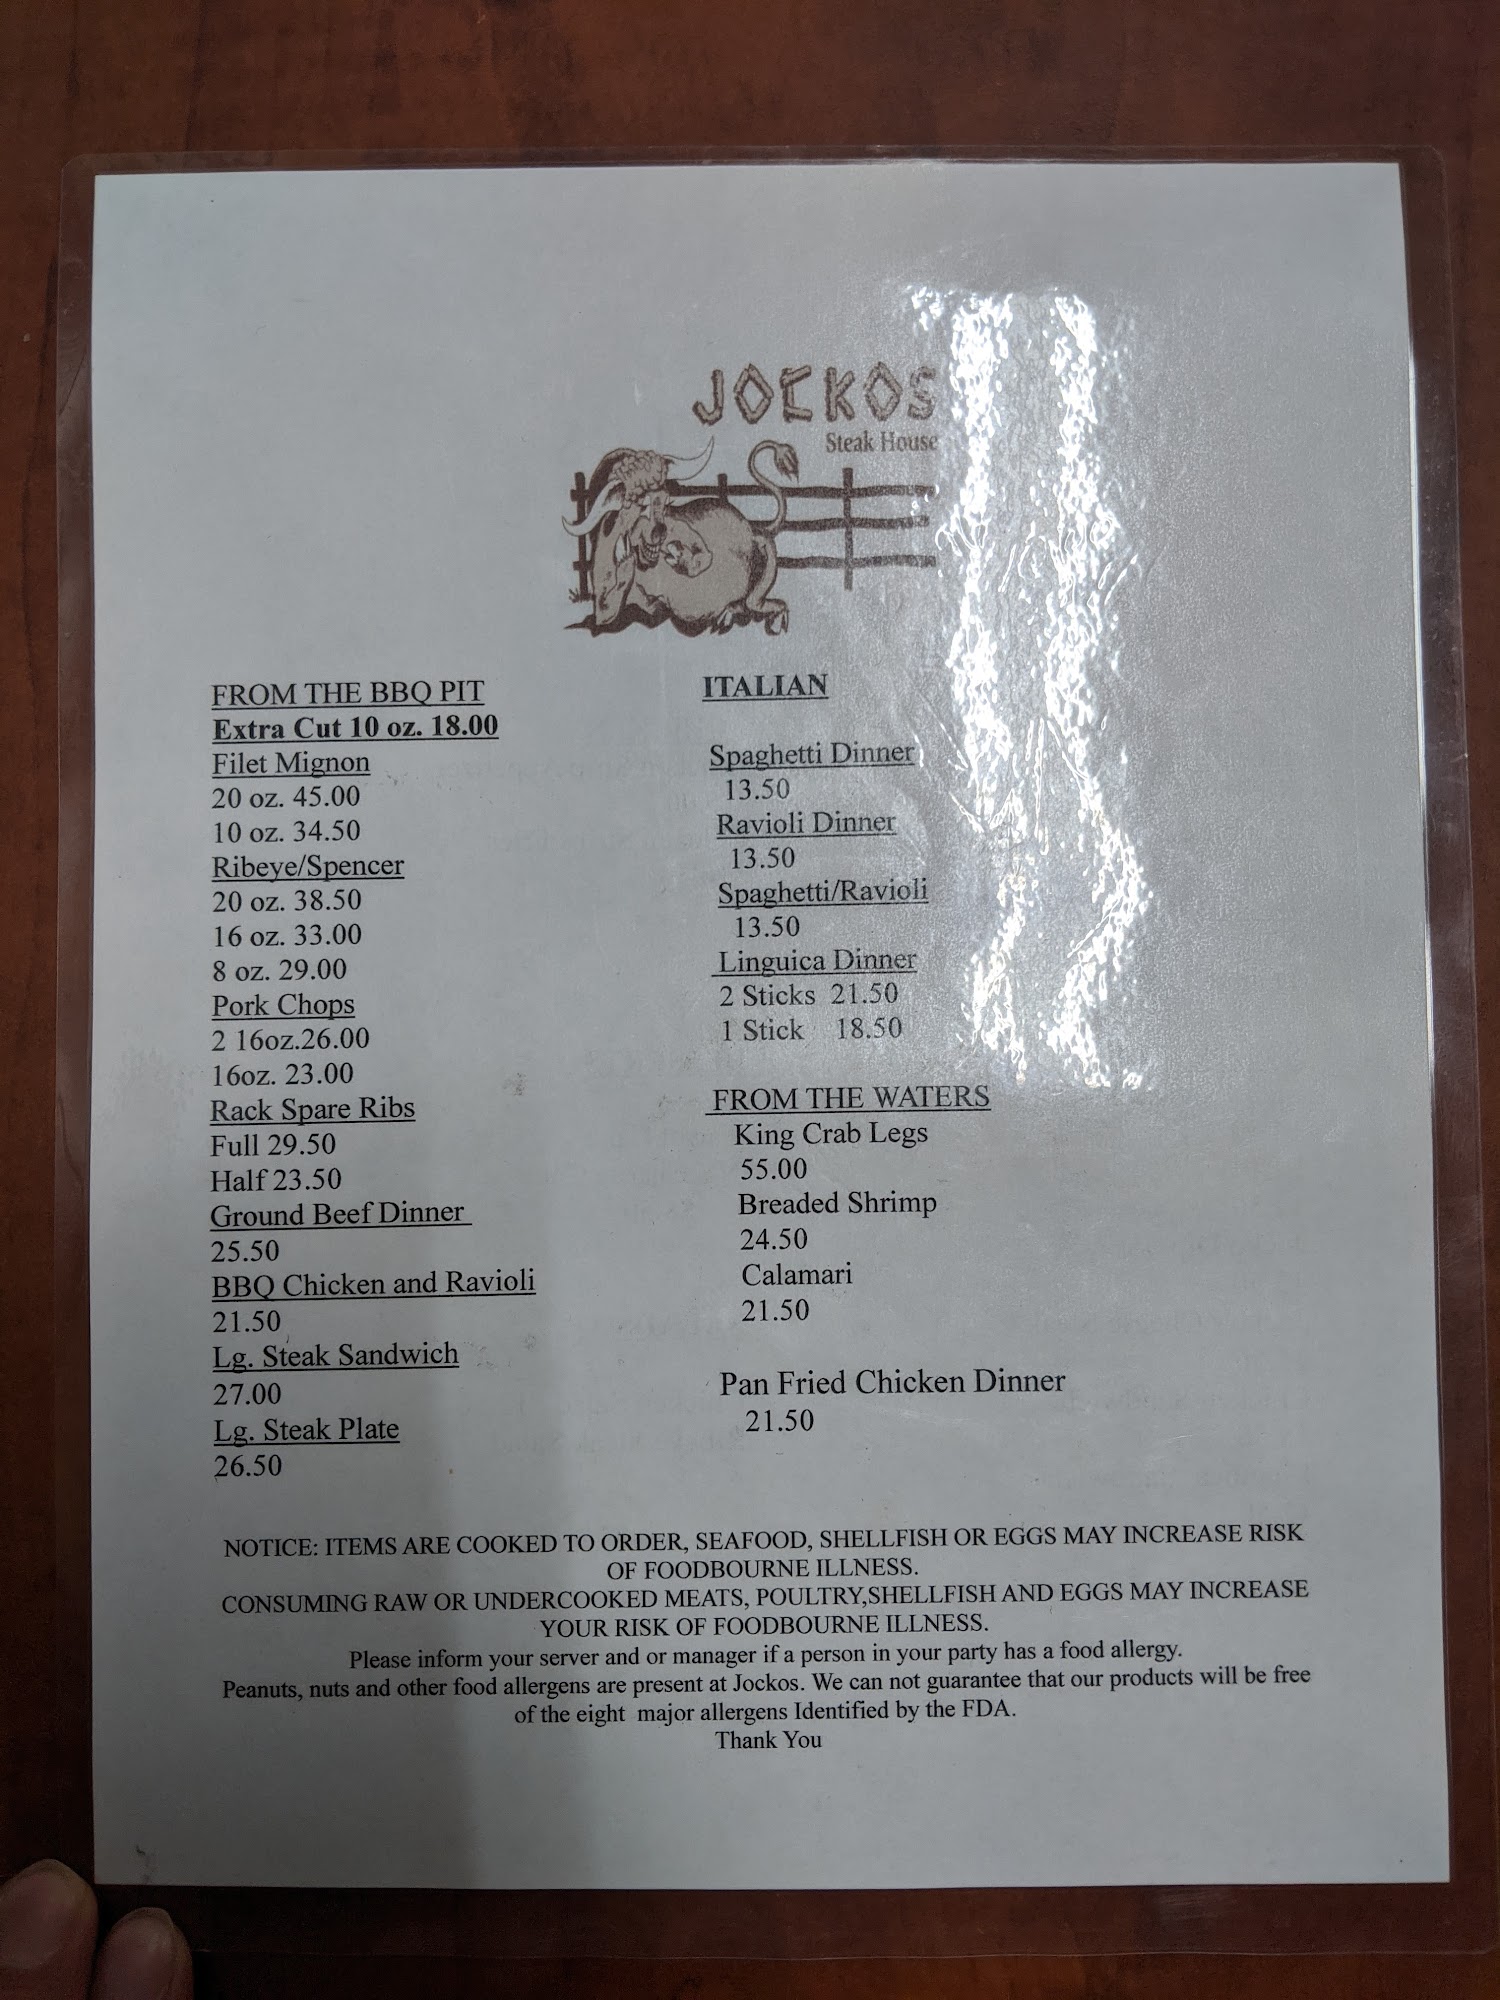 JOCKOS
Steak House
FROM THE BBQ PIT
Extra Cut 10 oz. 18.00
Filet Mignon
20 oz. 45.00
10 oz. 34.50
Ribeye/Spencer
20 oz. 38.50
16 oz. 33.00
8 oz. 29.00
Pork Chops
2 16oz.26.00
16oz. 23.00
Rack Spare Ribs
Full 29.50
Half 23.50
Ground Beef Dinner
25.50
BBQ Chicken and Ravioli
21.50
Lg. Steak Sandwich
27.00
Lg. Steak Plate
26.50
ITALIAN
Spaghetti Dinner
13.50
Ravioli Dinner
13.50
Spaghetti/Ravioli
13.50
Linguica Dinner
2 Sticks 21.50
1 Stick 18.50
FROM THE WATERS
King Crab Legs
55.00
Breaded Shrimp
24.50
Calamari
21.50
Pan Fried Chicken Dinner
21.50
NOTICE: ITEMS ARE COOKED TO ORDER, SEAFOOD, SHELLFISH OR EGGS MAY INCREASE RISK
OF FOODBOURNE ILLNESS.
CONSUMING RAW OR UNDERCOOKED MEATS, POULTRY,SHELLFISH AND EGGS MAY INCREASE
YOUR RISK OF FOODBOURNE ILLNESS.
Please inform your server and or manager if a person in your party has a food allergy.
Peanuts, nuts and other food allergens are present at Jockos. We can not guarantee that our products will be free
of the eight major allergens Identified by the FDA.
Thank You